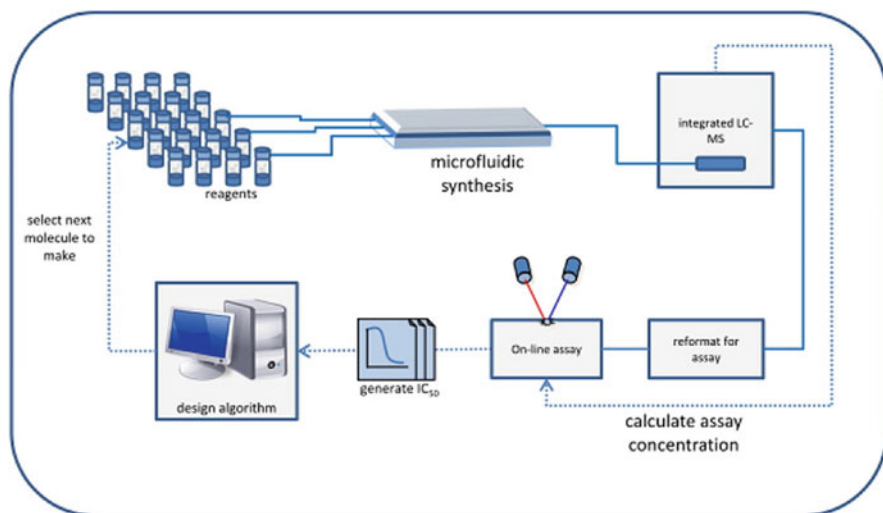 reagents
microfluidic
synthesis
integrated LC-
MS
select next
molecule to
make
design algorithm
generate IC50
On-line assay
reformat for
assay
calculate assay
concentration